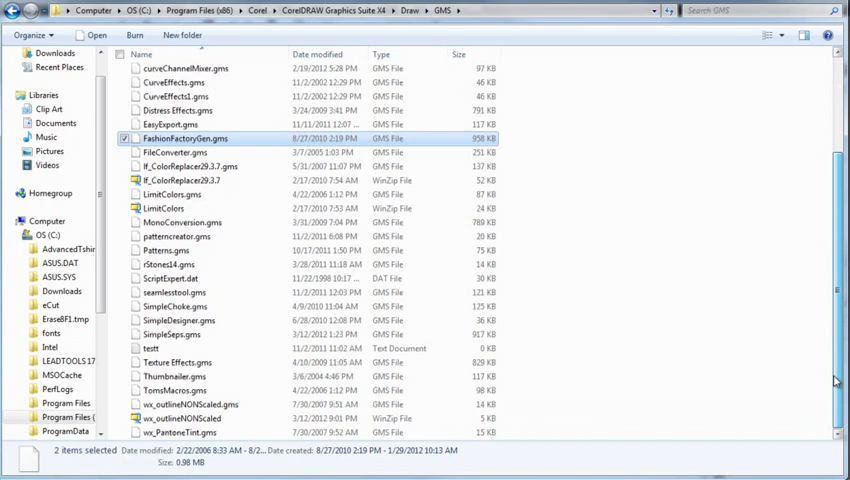 Computer ▸ OS (C:) ▸ Program Files (x86) ▸ Corel ▸ CorelDRAW Graphics Suite X4 ▸ Draw ▸ GMS ▸ Search GMS
Organize ▾ Open Burn New folder
Name Date modified Type Size
Downloads
Recent Places
Libraries
Clip Art
Documents
Music
Pictures
Videos
Homegroup
Computer
OS (C:)
AdvancedTshir
ASUS.DAT
ASUS.SYS
Downloads
eCut
Erase8F1.tmp
fonts
Intel
LEADTOOLS 17
MSOCache
PerfLogs
Program Files
Program Files (
ProgramData
curveChannelMixer.gms 2/19/2012 5:28 PM GMS File 97 KB
CurveEffects.gms 11/2/2002 12:29 PM GMS File 46 KB
CurveEffects1.gms 11/2/2002 12:29 PM GMS File 46 KB
Distress Effects.gms 3/24/2009 3:41 PM GMS File 791 KB
EasyExport.gms 11/11/2011 12:07 ... GMS File 117 KB
FashionFactoryGen.gms 8/27/2010 2:19 PM GMS File 958 KB
FileConverter.gms 3/7/2005 1:03 PM GMS File 251 KB
lf_ColorReplacer29.3.7.gms 5/31/2007 11:07 PM GMS File 137 KB
lf_ColorReplacer29.3.7 2/17/2010 7:54 AM WinZip File 52 KB
LimitColors.gms 4/22/2006 1:12 PM GMS File 87 KB
LimitColors 2/17/2010 7:53 AM WinZip File 24 KB
MonoConversion.gms 3/31/2009 7:04 PM GMS File 789 KB
patterncreator.gms 11/2/2011 6:08 PM GMS File 20 KB
Patterns.gms 10/17/2011 1:50 PM GMS File 75 KB
rStones14.gms 3/28/2011 11:18 AM GMS File 14 KB
ScriptExpert.dat 11/22/1998 10:17 ... DAT File 30 KB
seamlesstool.gms 11/2/2011 5:59 PM GMS File 121 KB
SimpleChoke.gms 4/9/2010 11:04 AM GMS File 125 KB
SimpleDesigner.gms 6/28/2010 12:08 PM GMS File 36 KB
SimpleSeps.gms 3/12/2012 1:23 PM GMS File 917 KB
testt 11/2/2011 11:02 AM Text Document 0 KB
Texture Effects.gms 4/10/2009 11:05 AM GMS File 829 KB
Thumbnailer.gms 3/6/2004 4:46 PM GMS File 117 KB
TomsMacros.gms 4/22/2006 1:12 PM GMS File 98 KB
wx_outlineNONScaled.gms 7/30/2007 9:51 AM GMS File 14 KB
wx_outlineNONScaled 3/12/2012 9:01 PM WinZip File 5 KB
wx_PantoneTint.gms 7/20/2007 9:52 AM GMS File 15 KB
2 items selected Date modified: 2/22/2006 8:33 AM - 8/2... Date created: 8/27/2010 2:19 PM - 1/29/2012 10:13 AM
Size: 0.98 MB